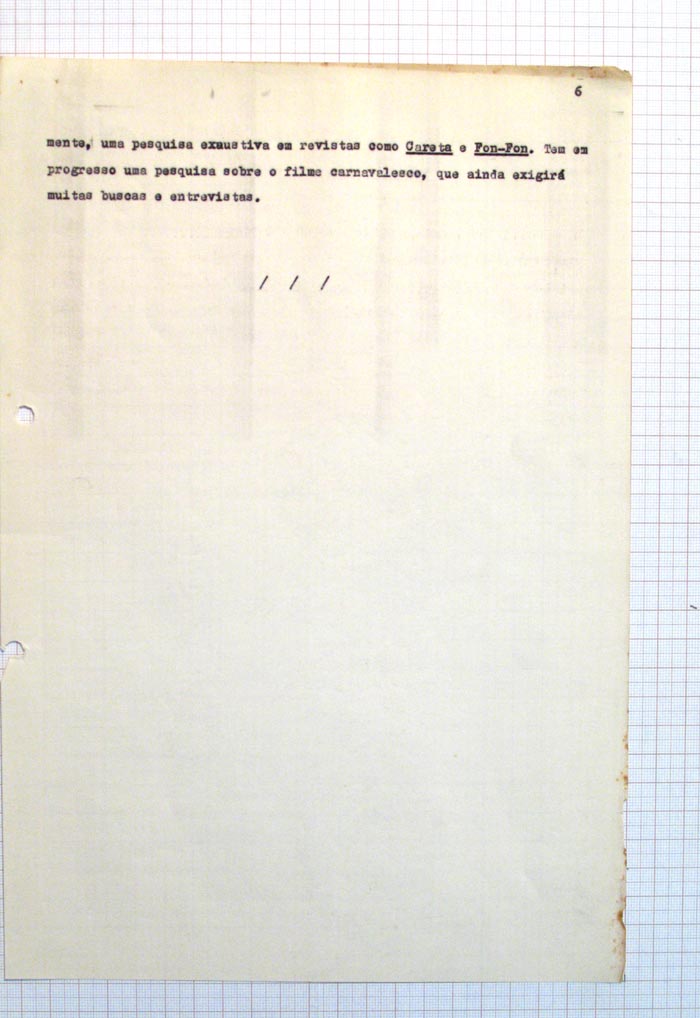 6
mente, uma pesquisa exaustiva em revistas como Careta e Fon-Fon. Tem em
progresso uma pesquisa sobre o filme carnavalesco, que ainda exigirá
muitas buscas e entrevistas.
/ / /